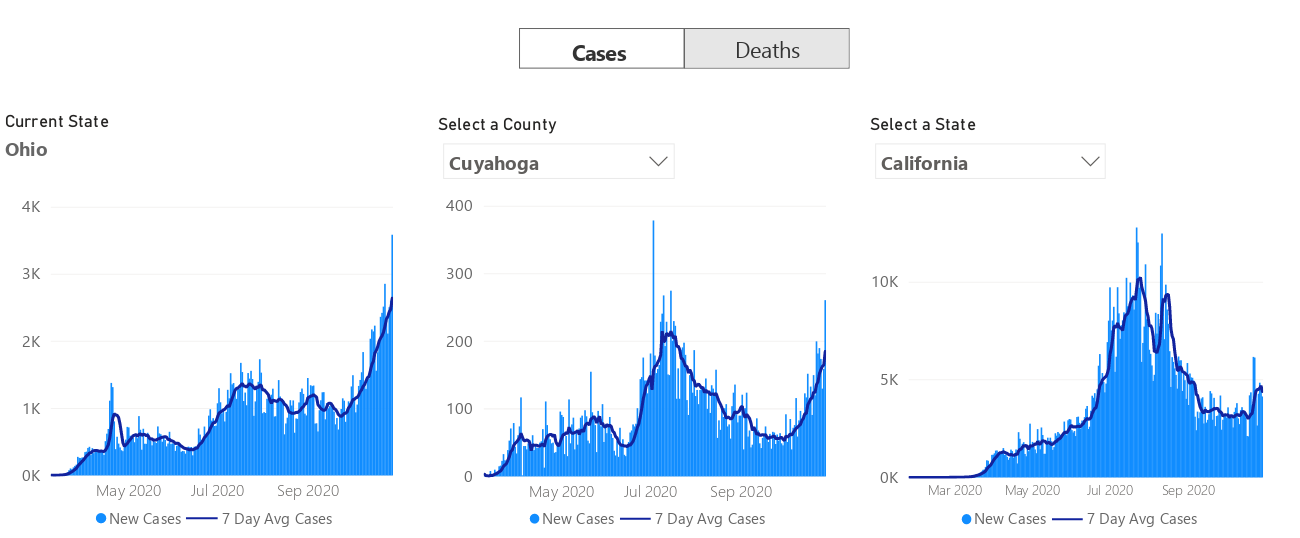 Cases Deaths
Current State
Ohio
4K
3K
2K
1K
0K
May 2020 Jul 2020 Sep 2020
New Cases 7 Day Avg Cases
Select a County
Cuyahoga
400
300
200
100
0
May 2020 Jul 2020 Sep 2020
New Cases 7 Day Avg Cases
Select a State
California
10K
5K
0K
Mar 2020 May 2020 Jul 2020 Sep 2020
New Cases 7 Day Avg Cases